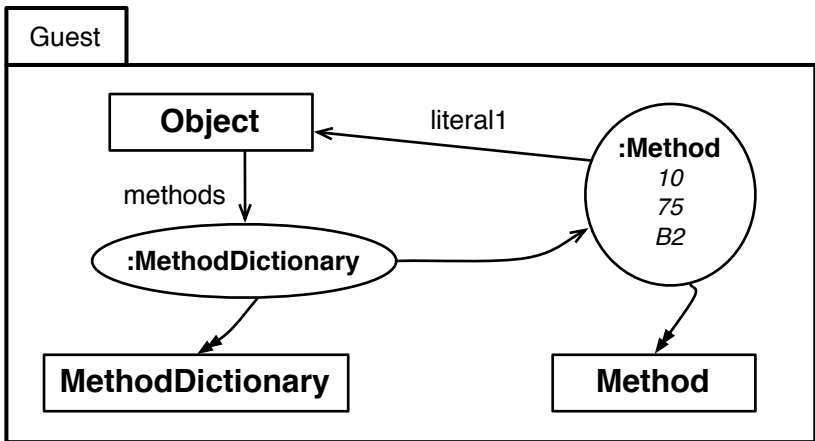 Guest
Object
literal1
:Method
10
75
B2
methods
:MethodDictionary
MethodDictionary
Method